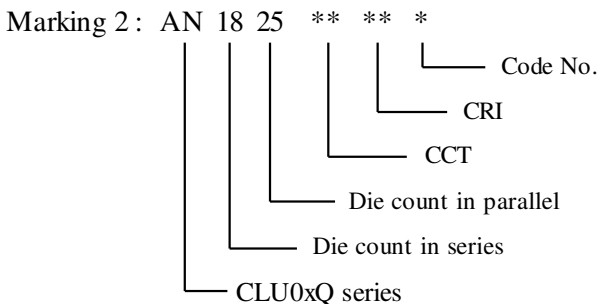 Marking 2 : AN 18 25 ** ** *
Code No.
CRI
CCT
Die count in parallel
Die count in series
CLU0xQ series